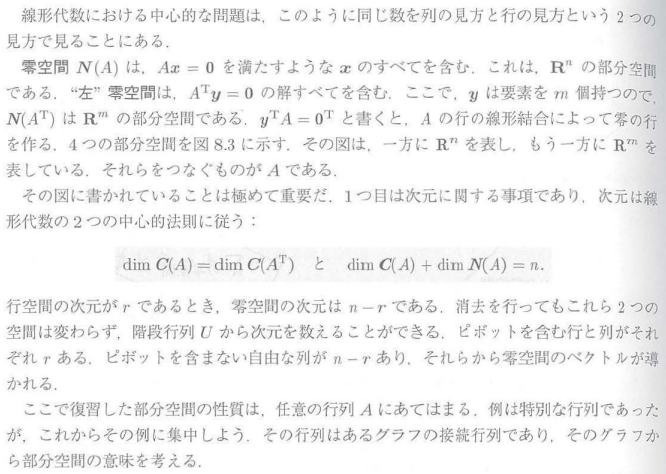 線形代数における中心的な問題は，このように同じ数を列の見方と行の見方という 2 つの
見方で見ることにある．
零空間 N(A) は，Ax = 0 を満たすような x のすべてを含む．これは，Rⁿ の部分空間
である．“左” 零空間は，Aᵀy = 0 の解すべてを含む．ここで，y は要素を m 個持つので，
N(Aᵀ) は Rᵐ の部分空間である．yᵀA = 0ᵀ と書くと，A の行の線形結合によって零の行
を作る．4 つの部分空間を図 8.3 に示す．その図は，一方に Rⁿ を表し，もう一方に Rᵐ を
表している．それらをつなぐものが A である．
その図に書かれていることは極めて重要だ．1 つ目は次元に関する事項であり，次元は線
形代数の 2 つの中心的法則に従う：
dim C(A) = dim C(Aᵀ) と dim C(A) + dim N(A) = n.
行空間の次元が r であるとき，零空間の次元は n − r である．消去を行ってもこれら 2 つの
空間は変わらず，階段行列 U から次元を数えることができる．ピボットを含む行と列がそれ
ぞれ r ある．ピボットを含まない自由な列が n − r あり，それらから零空間のベクトルが導
かれる．
ここで復習した部分空間の性質は，任意の行列 A にあてはまる．例は特別な行列であった
が，これからその例に集中しよう．その行列はあるグラフの接続行列であり，そのグラフか
ら部分空間の意味を考える．